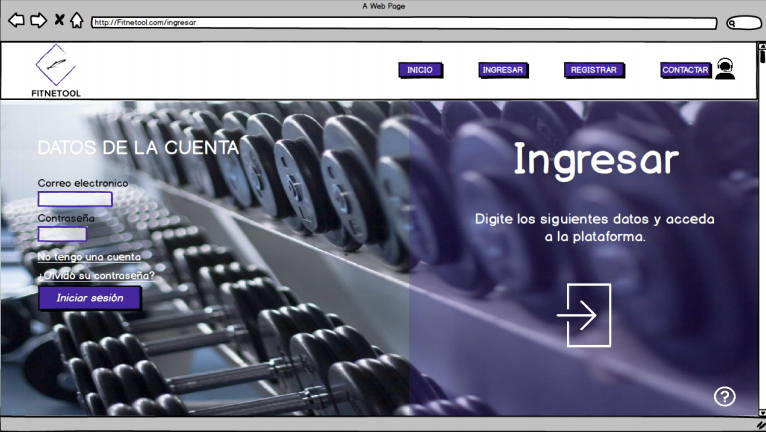 A Web Page
http://Fitnetool.com/ingresar
FITNETOOL
INICIO
INGRESAR
REGISTRAR
CONTACTAR
DATOS DE LA CUENTA
Correo electronico
Contraseña
No tengo una cuenta
¿Olvido su contraseña?
Iniciar sesión
Ingresar
Digite los siguientes datos y acceda
a la plataforma.
?